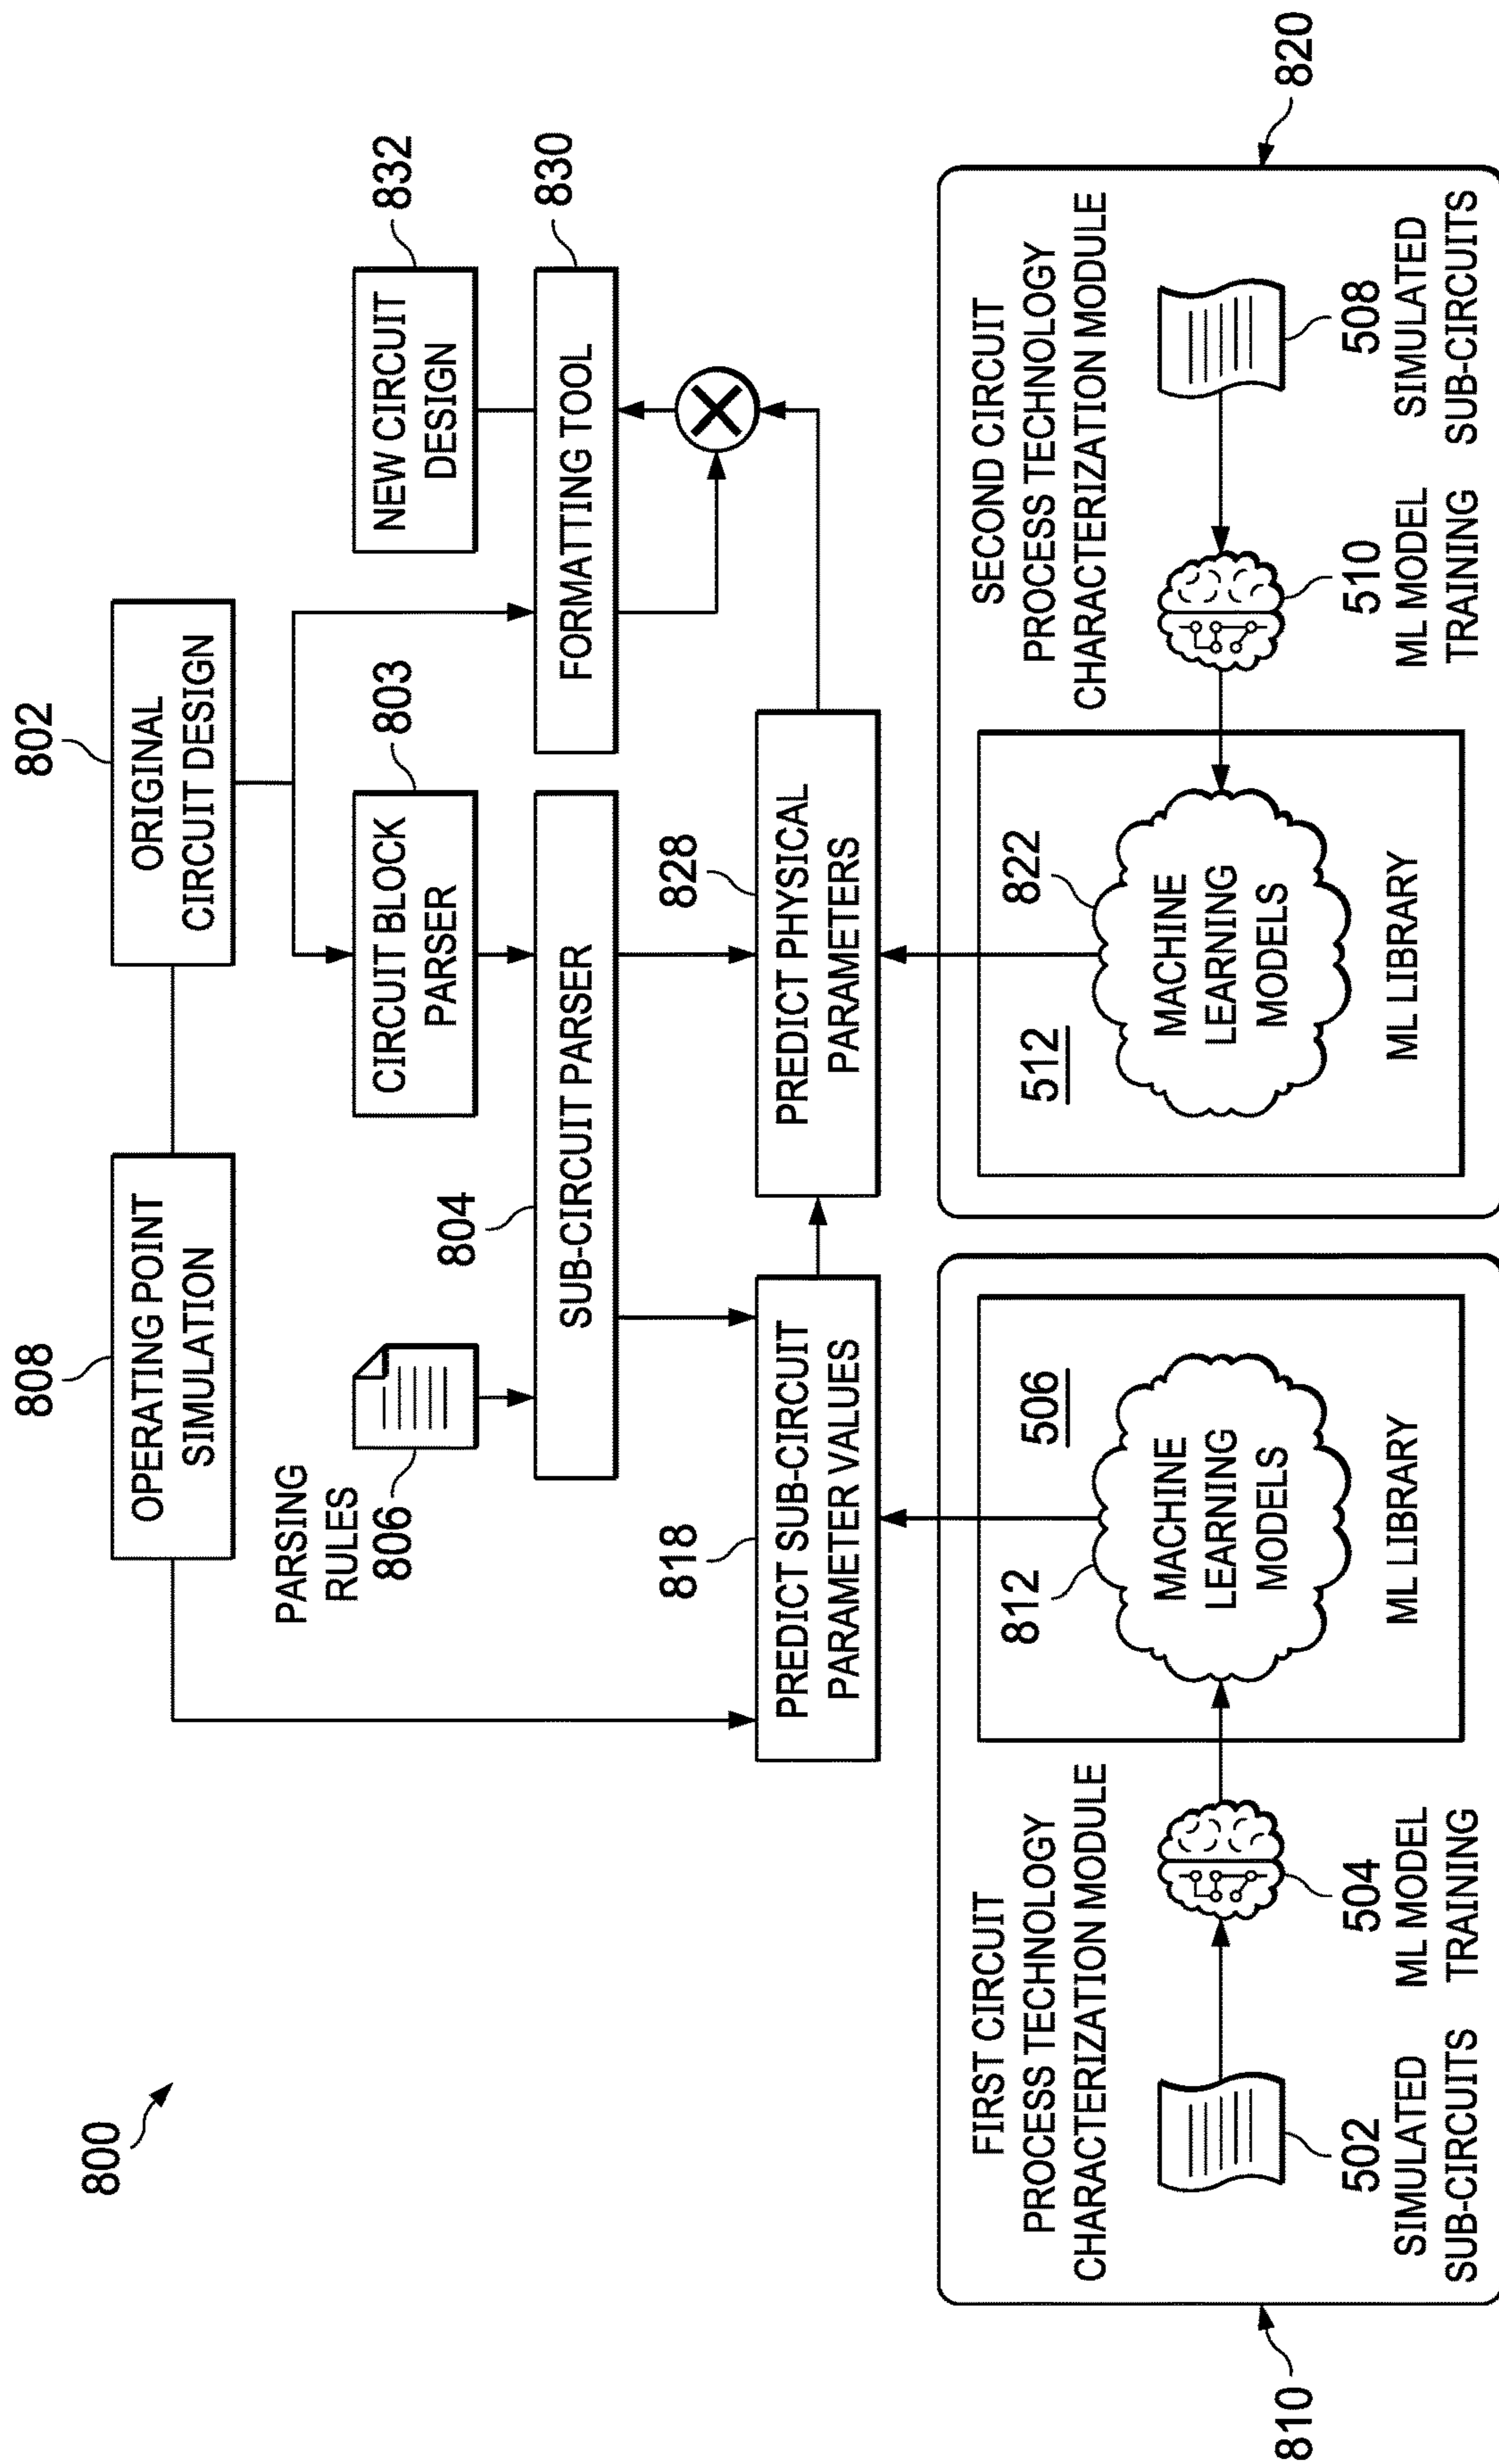 800
808
OPERATING POINT
SIMULATION
802
ORIGINAL
CIRCUIT DESIGN
PARSING
RULES
806
CIRCUIT BLOCK
PARSER
803
NEW CIRCUIT
DESIGN
832
804
SUB-CIRCUIT PARSER
FORMATTING TOOL
830
818
PREDICT SUB-CIRCUIT
PARAMETER VALUES
828
PREDICT PHYSICAL
PARAMETERS
810
FIRST CIRCUIT
PROCESS TECHNOLOGY
CHARACTERIZATION MODULE
502
SIMULATED
SUB-CIRCUITS
504
ML MODEL
TRAINING
812
506
MACHINE
LEARNING
MODELS
ML LIBRARY
820
SECOND CIRCUIT
PROCESS TECHNOLOGY
CHARACTERIZATION MODULE
512
822
MACHINE
LEARNING
MODELS
ML LIBRARY
510
ML MODEL
TRAINING
508
SIMULATED
SUB-CIRCUITS